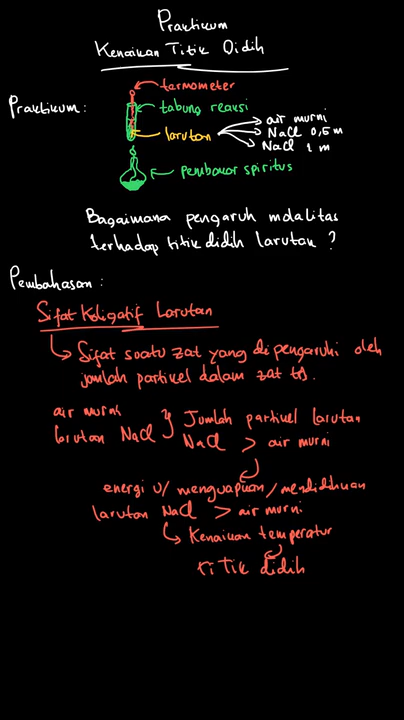 Praktikum
Kenaikan Titik Didih
Praktikum :
termometer
tabung reaksi
larutan
air murni
NaCl 0,5 m
NaCl 1 m
pembakar spiritus
Bagaimana pengaruh molalitas
terhadap titik didih larutan ?
Pembahasan :
Sifat Koligatif Larutan
Sifat suatu zat yang dipengaruhi oleh
jumlah partikel dalam zat tsb.
air murni
larutan NaCl } Jumlah partikel larutan
NaCl > air murni
energi u/ menguapkan/mendidihkan
larutan NaCl > air murni
Kenaikan temperatur
titik didih